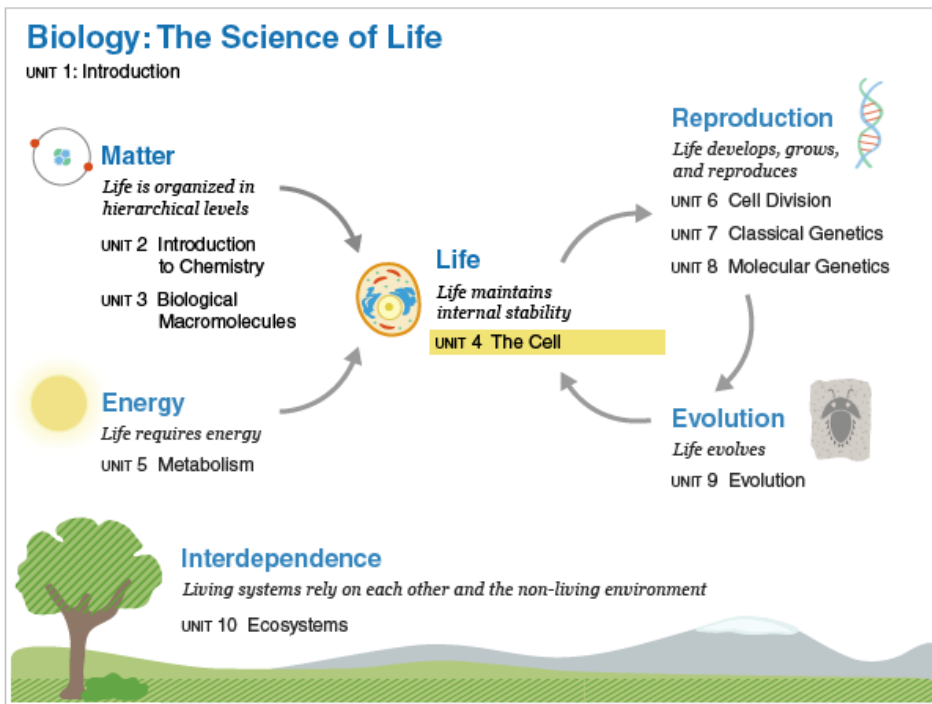 Biology: The Science of Life
UNIT 1: Introduction
Matter
Life is organized in
hierarchical levels
UNIT 2 Introduction
to Chemistry
UNIT 3 Biological
Macromolecules
Energy
Life requires energy
UNIT 5 Metabolism
Life
Life maintains
internal stability
UNIT 4 The Cell
Reproduction
Life develops, grows,
and reproduces
UNIT 6 Cell Division
UNIT 7 Classical Genetics
UNIT 8 Molecular Genetics
Evolution
Life evolves
UNIT 9 Evolution
Interdependence
Living systems rely on each other and the non-living environment
UNIT 10 Ecosystems